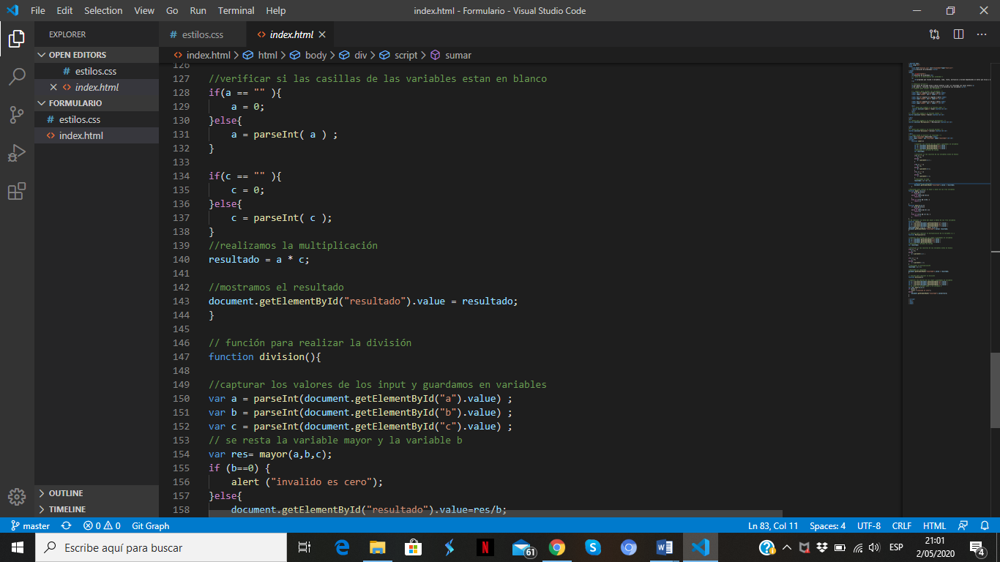 File Edit Selection View Go Run Terminal Help
index.html - Formulario - Visual Studio Code
EXPLORER
OPEN EDITORS
# estilos.css
index.html
FORMULARIO
# estilos.css
<> index.html
OUTLINE
TIMELINE
# estilos.css
<> index.html
<> index.html > html > body > div > script > sumar
126
127 //verificar si las casillas de las variables estan en blanco
128 if(a == "" ){
129     a = 0;
130 }else{
131     a = parseInt( a ) ;
132 }
133
134 if(c == "" ){
135     c = 0;
136 }else{
137     c = parseInt( c );
138 }
139 //realizamos la multiplicación
140 resultado = a * c;
141
142 //mostramos el resultado
143 document.getElementById("resultado").value = resultado;
144 }
145
146 // función para realizar la división
147 function division(){
148
149 //capturar los valores de los input y guardamos en variables
150 var a = parseInt(document.getElementById("a").value) ;
151 var b = parseInt(document.getElementById("b").value) ;
152 var c = parseInt(document.getElementById("c").value) ;
153 // se resta la variable mayor y la variable b
154 var res= mayor(a,b,c);
155 if (b==0) {
156     alert ("invalido es cero");
157 }else{
158     document.getElementById("resultado").value=res/b;
master 0 0 Git Graph
Ln 83, Col 11 Spaces: 4 UTF-8 CRLF HTML
Escribe aquí para buscar
61
ESP
21:01
2/05/2020
4